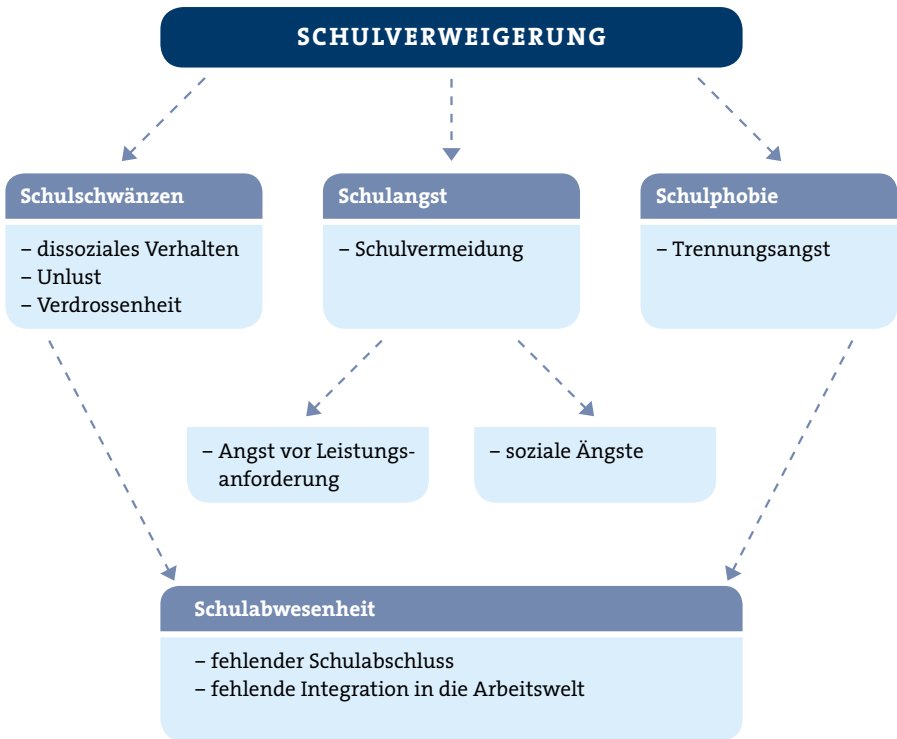 SCHULVERWEIGERUNG
Schulschwänzen
– dissoziales Verhalten
– Unlust
– Verdrossenheit
Schulangst
– Schulvermeidung
Schulphobie
– Trennungsangst
– Angst vor Leistungs-
anforderung
– soziale Ängste
Schulabwesenheit
– fehlender Schulabschluss
– fehlende Integration in die Arbeitswelt